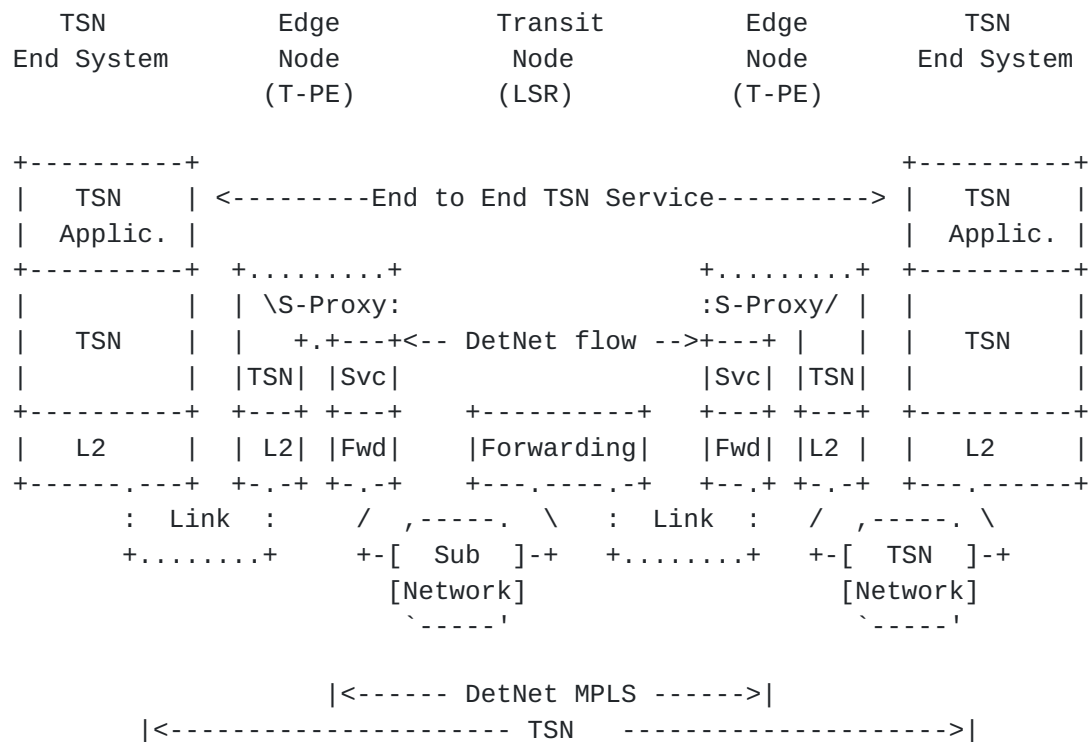 TSN              Edge             Transit            Edge              TSN
End System          Node              Node              Node          End System
                   (T-PE)            (LSR)             (T-PE)

+----------+                                                     +----------+
|   TSN    | <---------End to End TSN Service----------> |   TSN    |
|  Applic. |                                                     |  Applic. |
+----------+  +.........+                        +.........+  +----------+
|          |  | \S-Proxy:                        :S-Proxy/ |  |          |
|   TSN    |  |   +.+---+<-- DetNet flow -->+---+ |   |  |   TSN    |
|          |  |TSN| |Svc|                        |Svc| |TSN|  |          |
+----------+  +---+ +---+    +----------+    +---+ +---+  +----------+
|   L2     |  | L2| |Fwd|    |Forwarding|    |Fwd| |L2 |  |   L2     |
+------.---+  +-.-+ +-.-+    +---.----.-+    +--.+ +-.-+  +---.------+
       :  Link  :      /  ,-----.  \   :  Link  :    /  ,-----. \
       +........+     +-[  Sub  ]-+   +........+    +-[  TSN  ]-+
                        [Network]                     [Network]
                         `-----'                       `-----'

                     |<------ DetNet MPLS ------>|
        |<---------------------- TSN   --------------------->|